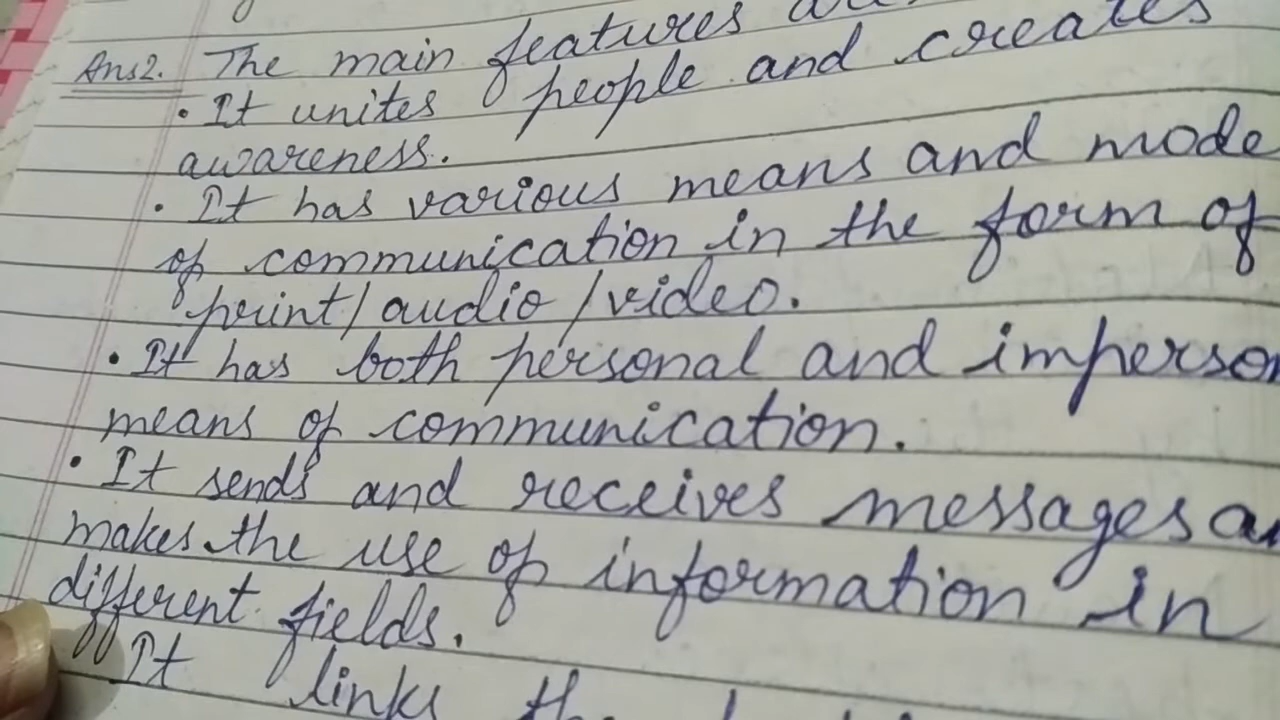 Ans2. The main features
• It unites people and creates
awareness.
• It has various means and mode
of communication in the form of
print/audio/video.
• It has both personal and imperson
means of communication.
• It sends and receives messages
makes the use of information in
different fields.
It links